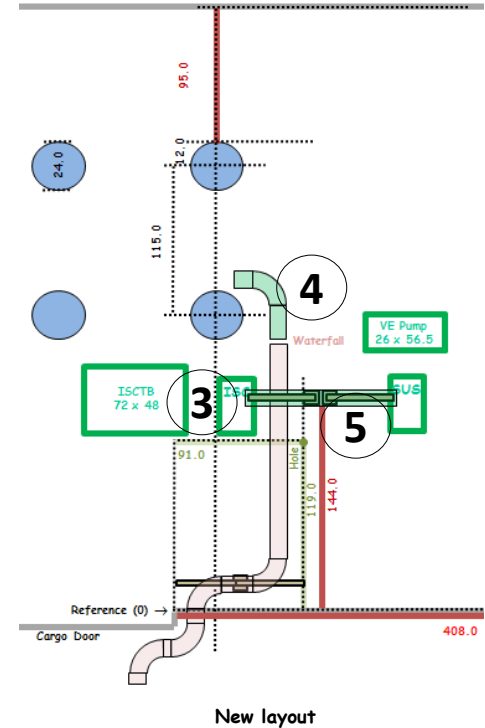 95.0
12.0
24.0
115.0
4
Waterfall
VE Pump
26 x 56.5
ISCTB
72 x 48
3
ISC
SUS
5
91.0
Hole
119.0
144.0
Reference (0) →
Cargo Door
408.0
New layout